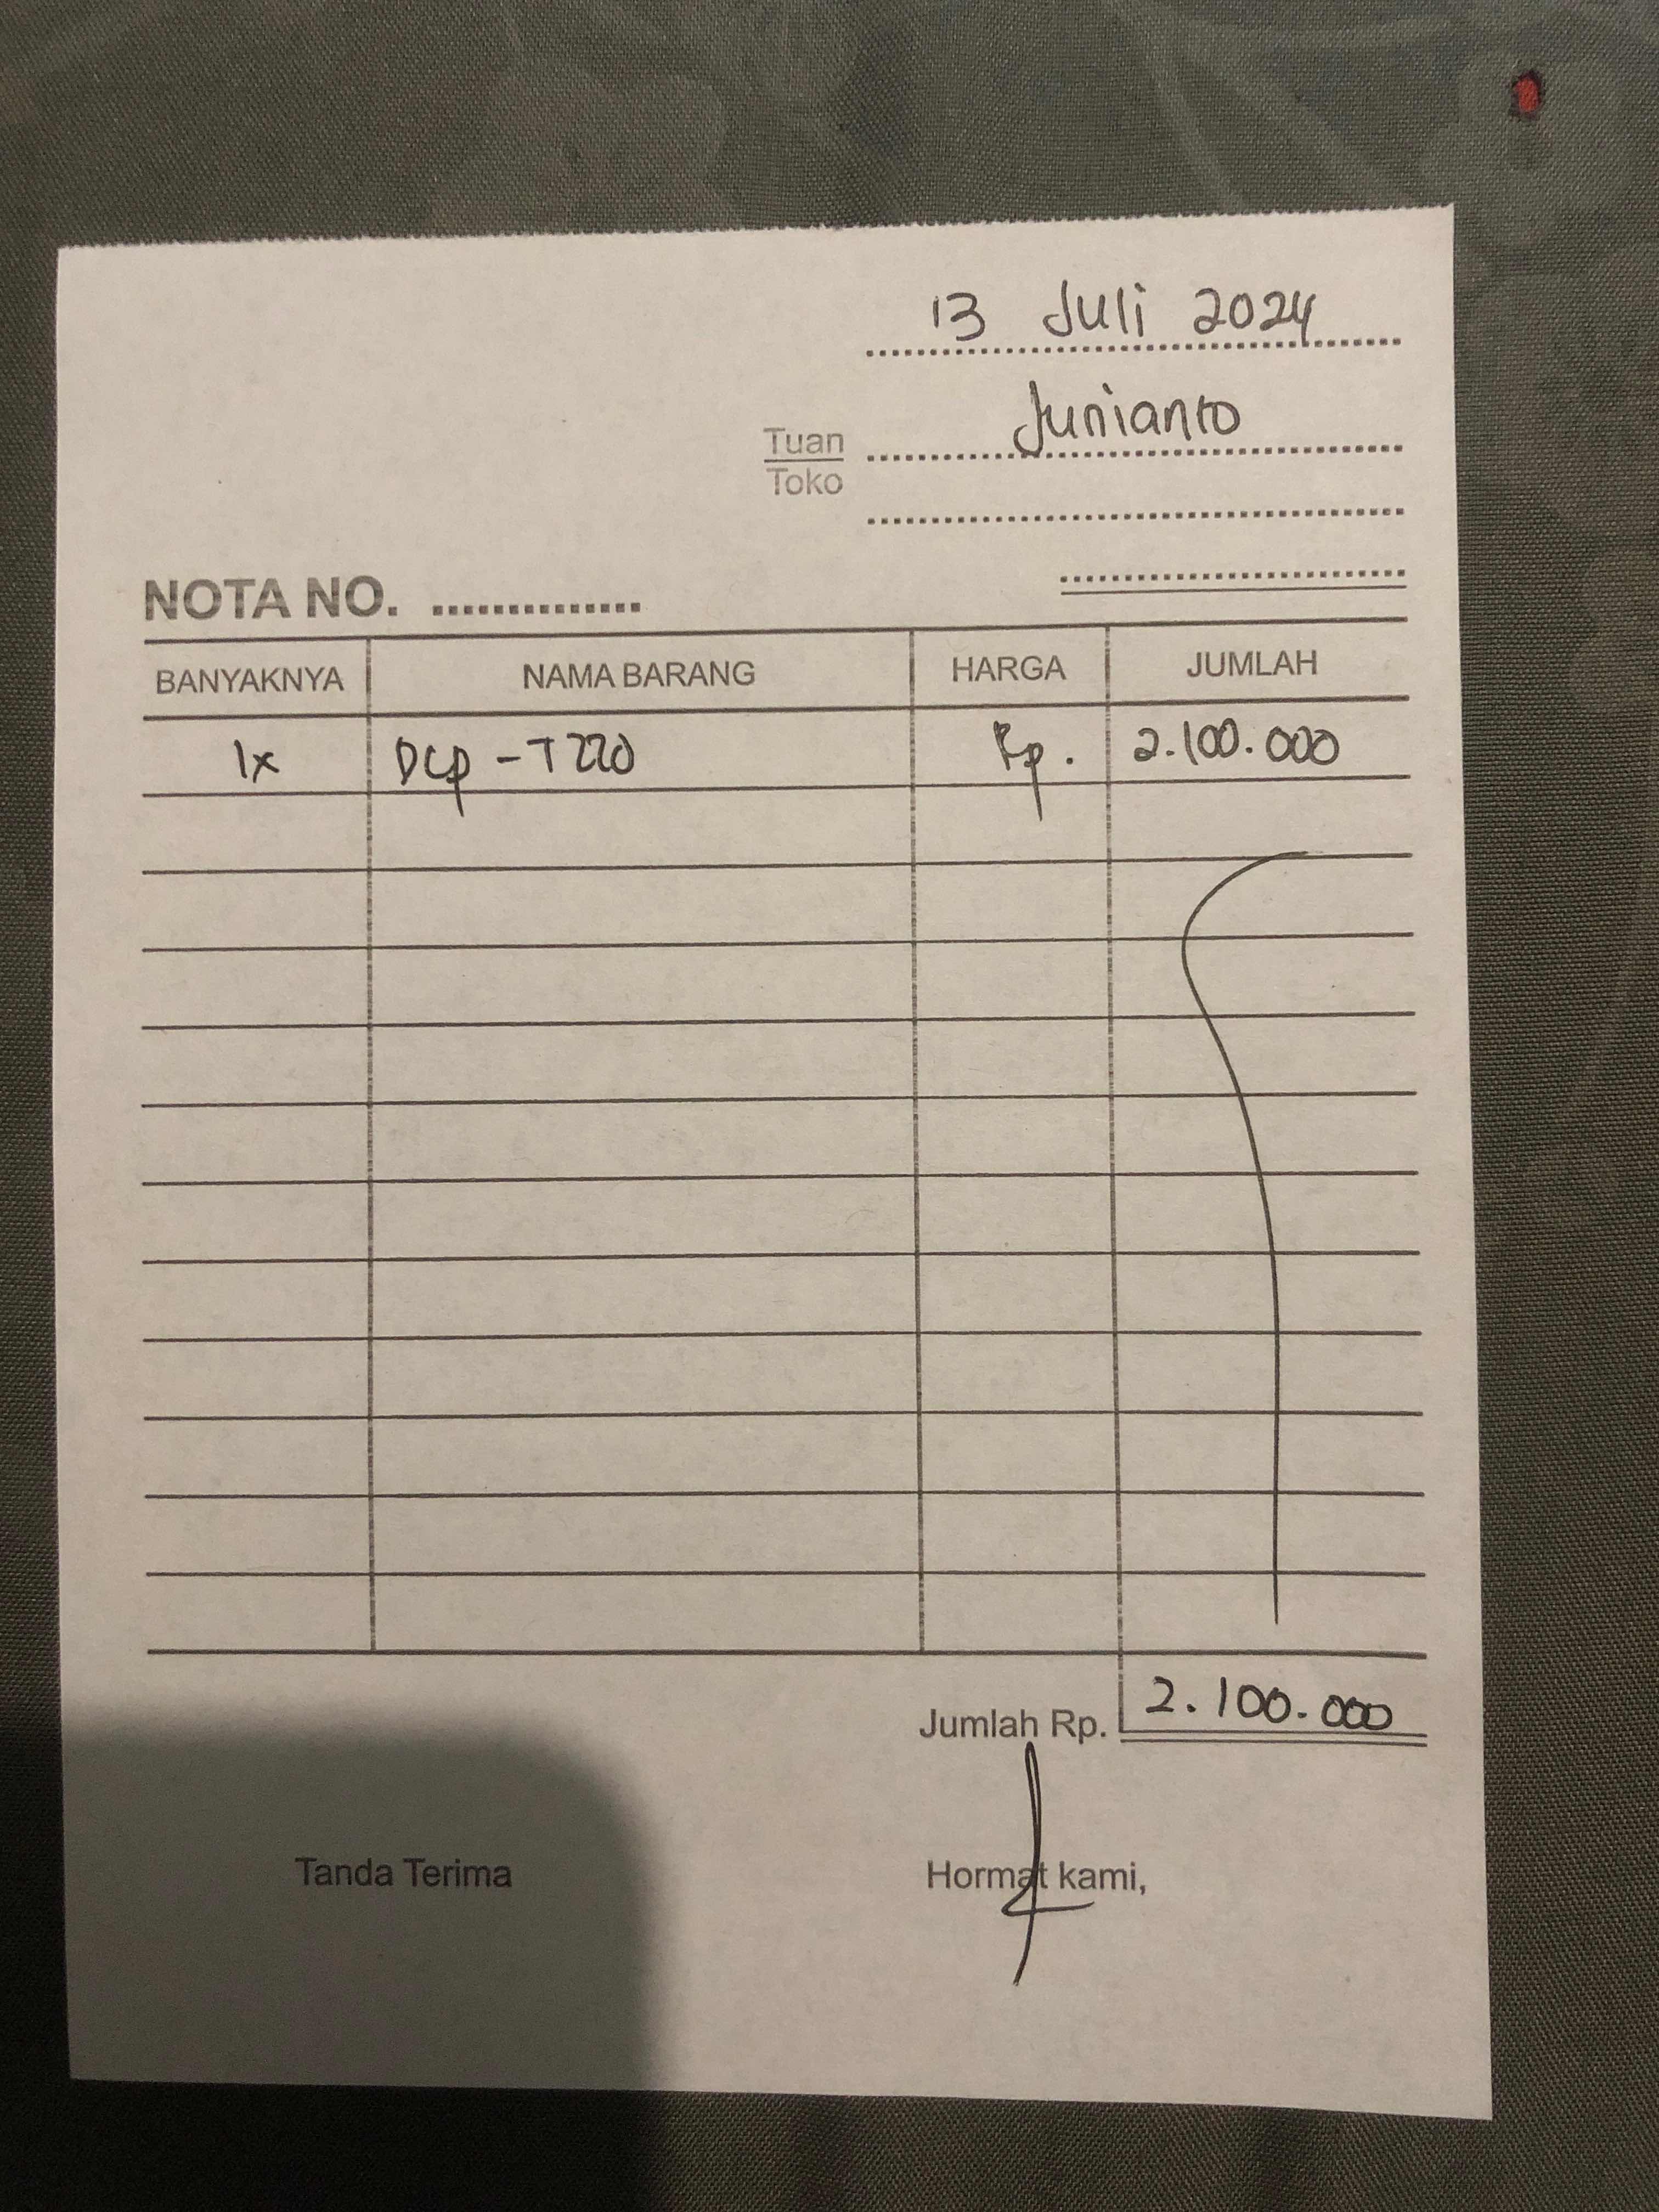 13 Juli 2024
Tuan Junianto
Toko
NOTA NO. ..............
BANYAKNYA NAMA BARANG HARGA JUMLAH
1x DCP - T220 Rp. 2.100.000
Jumlah Rp. 2.100.000
Tanda Terima Hormat kami,